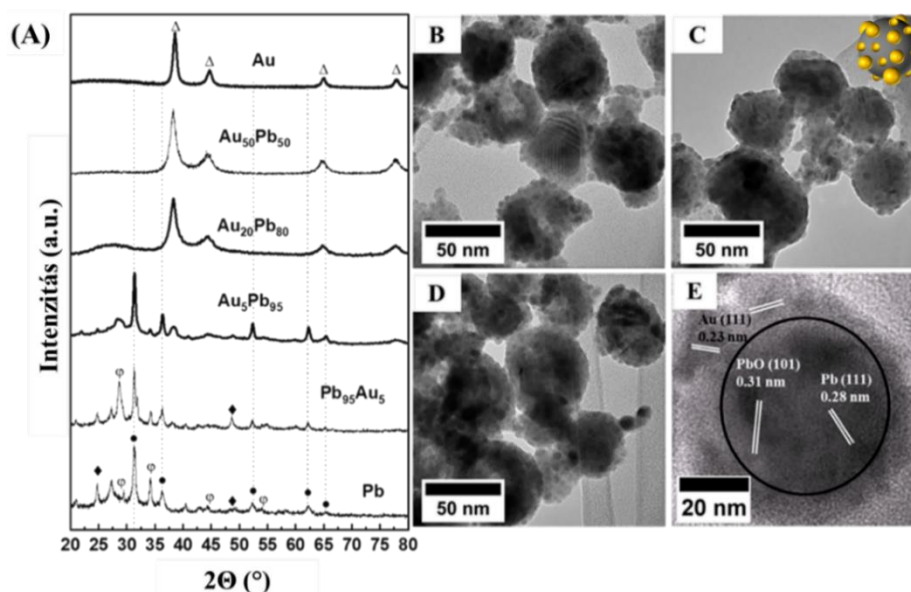 (A)
Intenzitás (a.u.)
Δ
Au
Δ
Δ
Δ
Au₅₀Pb₅₀
Au₂₀Pb₈₀
Au₅Pb₉₅
φ
Pb₉₅Au₅
♦
♦
φ
●
φ
●
Pb
φ
♦
●
φ
●
●
20 25 30 35 40 45 50 55 60 65 70 75 80
2Θ (°)
B
50 nm
C
D
50 nm
E
Au (111)
0.23 nm
PbO (101)
0.31 nm
Pb (111)
0.28 nm
20 nm
50 nm